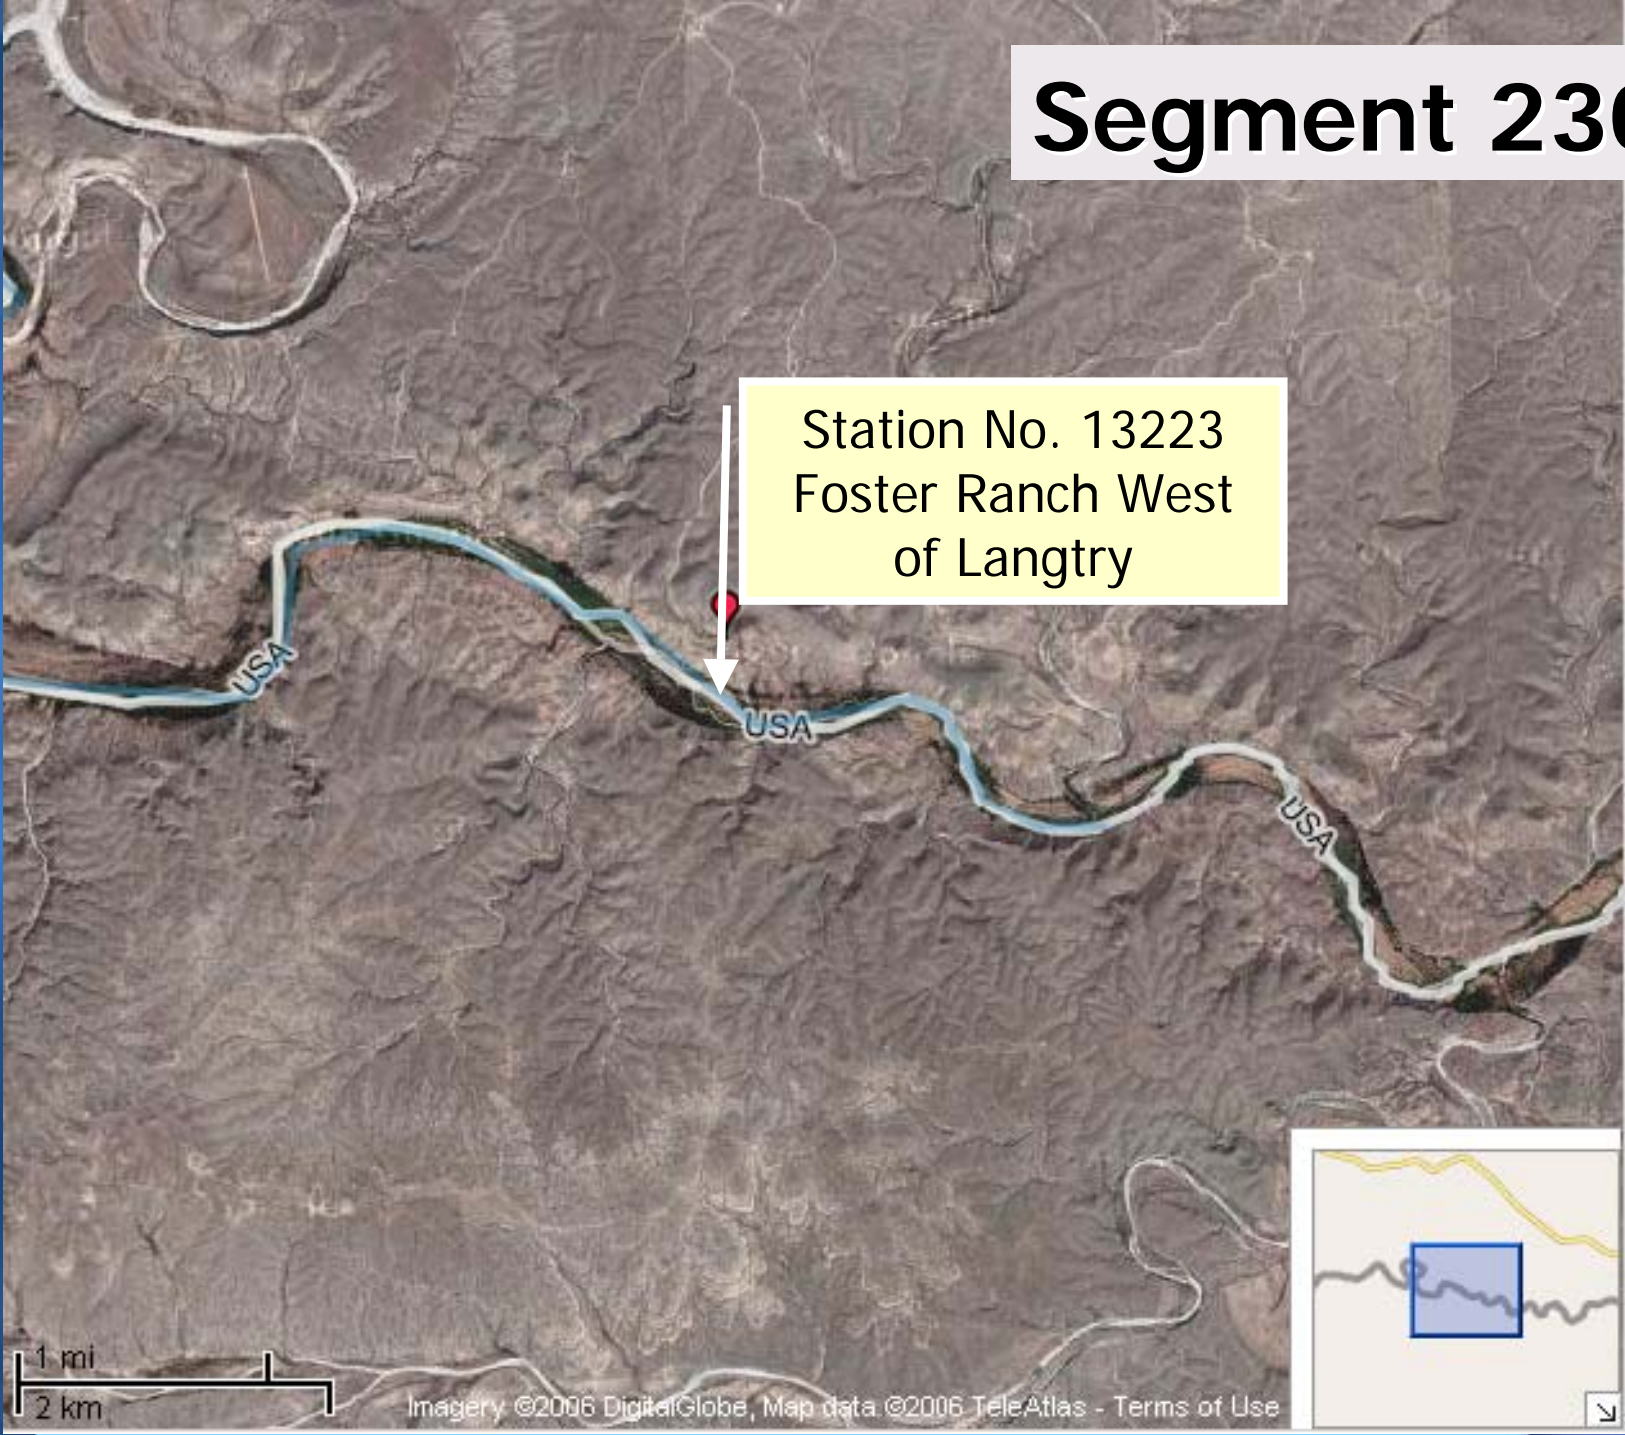 Segment 230
Station No. 13223
Foster Ranch West
of Langtry
USA
USA
USA
1 mi
2 km
Imagery ©2006 DigitalGlobe, Map data ©2006 TeleAtlas - Terms of Use